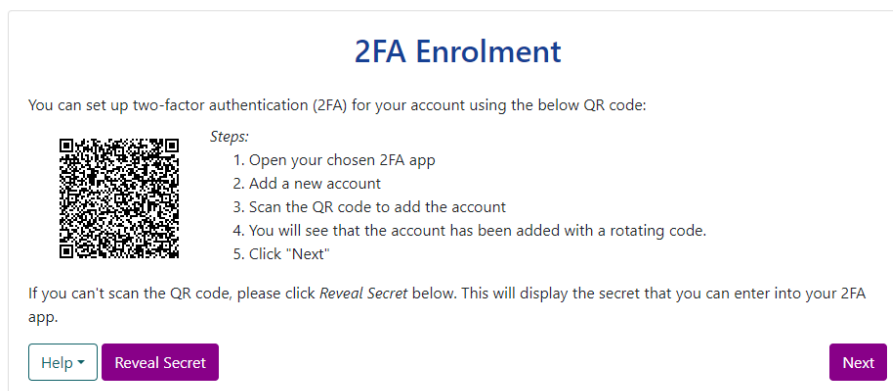 2FA Enrolment
You can set up two-factor authentication (2FA) for your account using the below QR code:
Steps:
1. Open your chosen 2FA app
2. Add a new account
3. Scan the QR code to add the account
4. You will see that the account has been added with a rotating code.
5. Click "Next"
If you can't scan the QR code, please click Reveal Secret below. This will display the secret that you can enter into your 2FA
app.
Help Reveal Secret Next